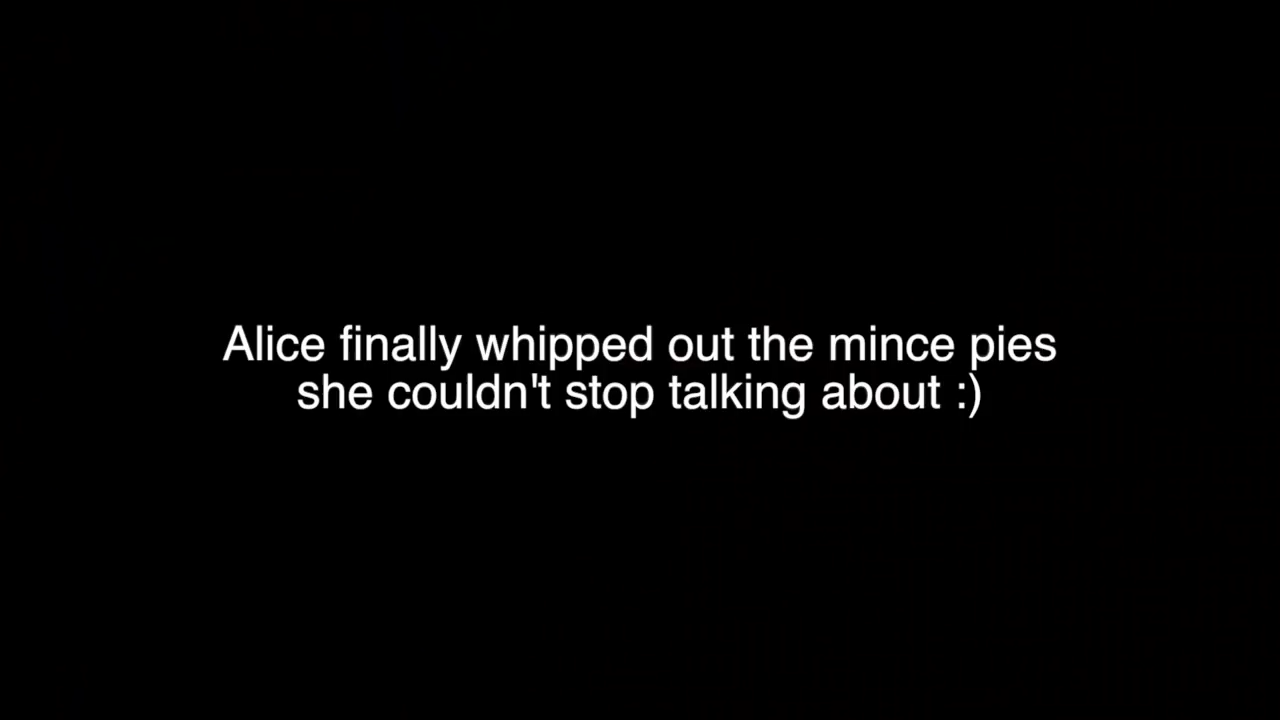 Alice finally whipped out the mince pies
she couldn't stop talking about :)